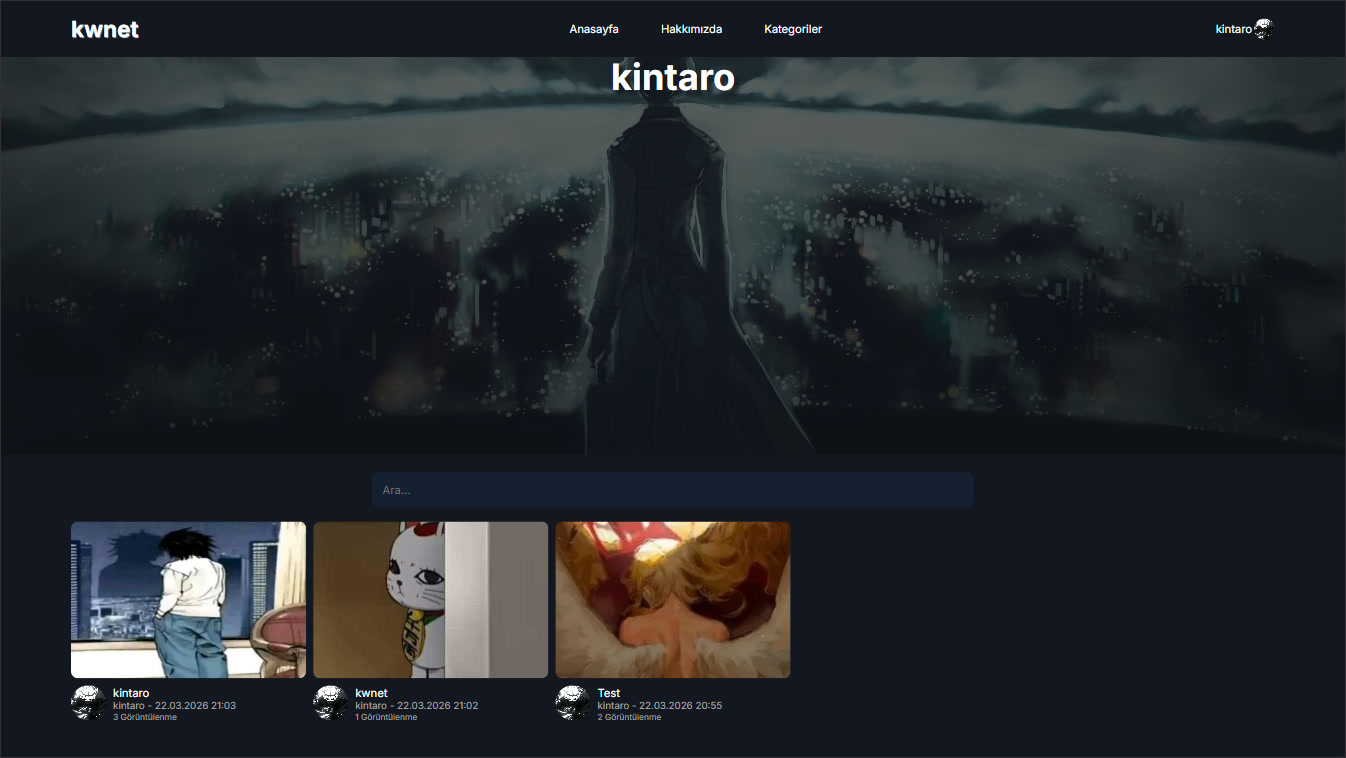 kwnet
Anasayfa
Hakkımızda
Kategoriler
kintaro
kintaro
Ara...
kintaro
kintaro - 22.03.2026 21:03
3 Görüntülenme
kwnet
kintaro - 22.03.2026 21:02
1 Görüntülenme
Test
kintaro - 22.03.2026 20:55
2 Görüntülenme